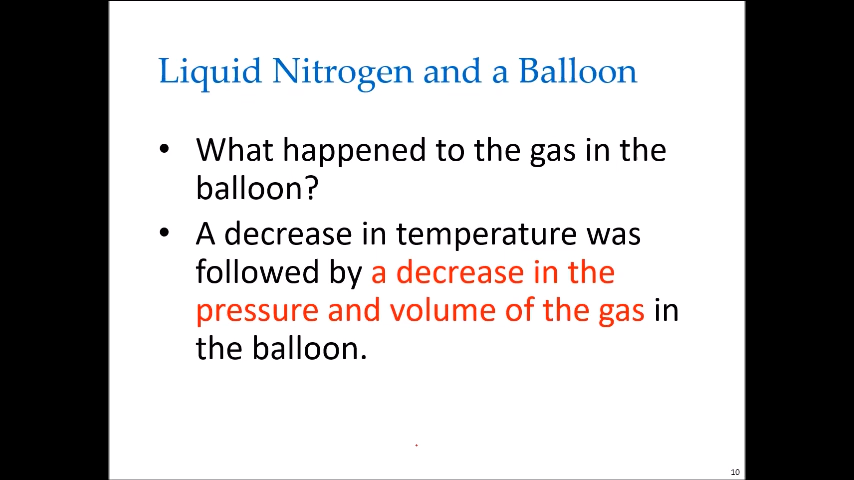 Liquid Nitrogen and a Balloon
• What happened to the gas in the
balloon?
• A decrease in temperature was
followed by a decrease in the
pressure and volume of the gas in
the balloon.
10